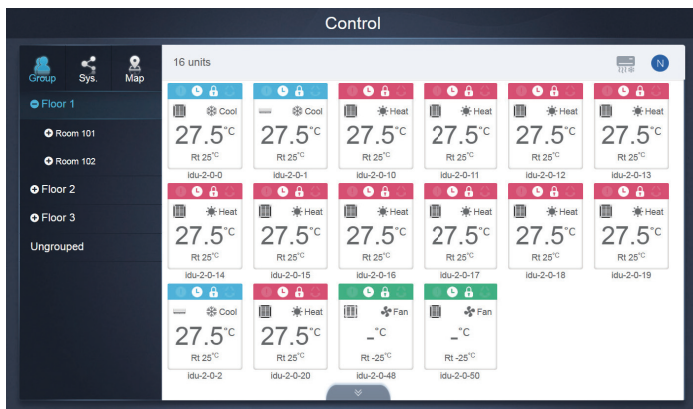 Control
Group Sys. Map
16 units
N
Floor 1
Room 101
Room 102
Floor 2
Floor 3
Ungrouped
Cool Cool Heat Heat Heat Heat
27.5°C 27.5°C 27.5°C 27.5°C 27.5°C 27.5°C
Rt 25°C Rt 25°C Rt 25°C Rt 25°C Rt 25°C Rt 25°C
idu-2-0-0 idu-2-0-1 idu-2-0-10 idu-2-0-11 idu-2-0-12 idu-2-0-13
Heat Heat Heat Heat Heat Heat
27.5°C 27.5°C 27.5°C 27.5°C 27.5°C 27.5°C
Rt 25°C Rt 25°C Rt 25°C Rt 25°C Rt 25°C Rt 25°C
idu-2-0-14 idu-2-0-15 idu-2-0-16 idu-2-0-17 idu-2-0-18 idu-2-0-19
Cool Heat Fan Fan
27.5°C 27.5°C _°C _°C
Rt 25°C Rt 25°C Rt -25°C Rt -25°C
idu-2-0-2 idu-2-0-20 idu-2-0-48 idu-2-0-50